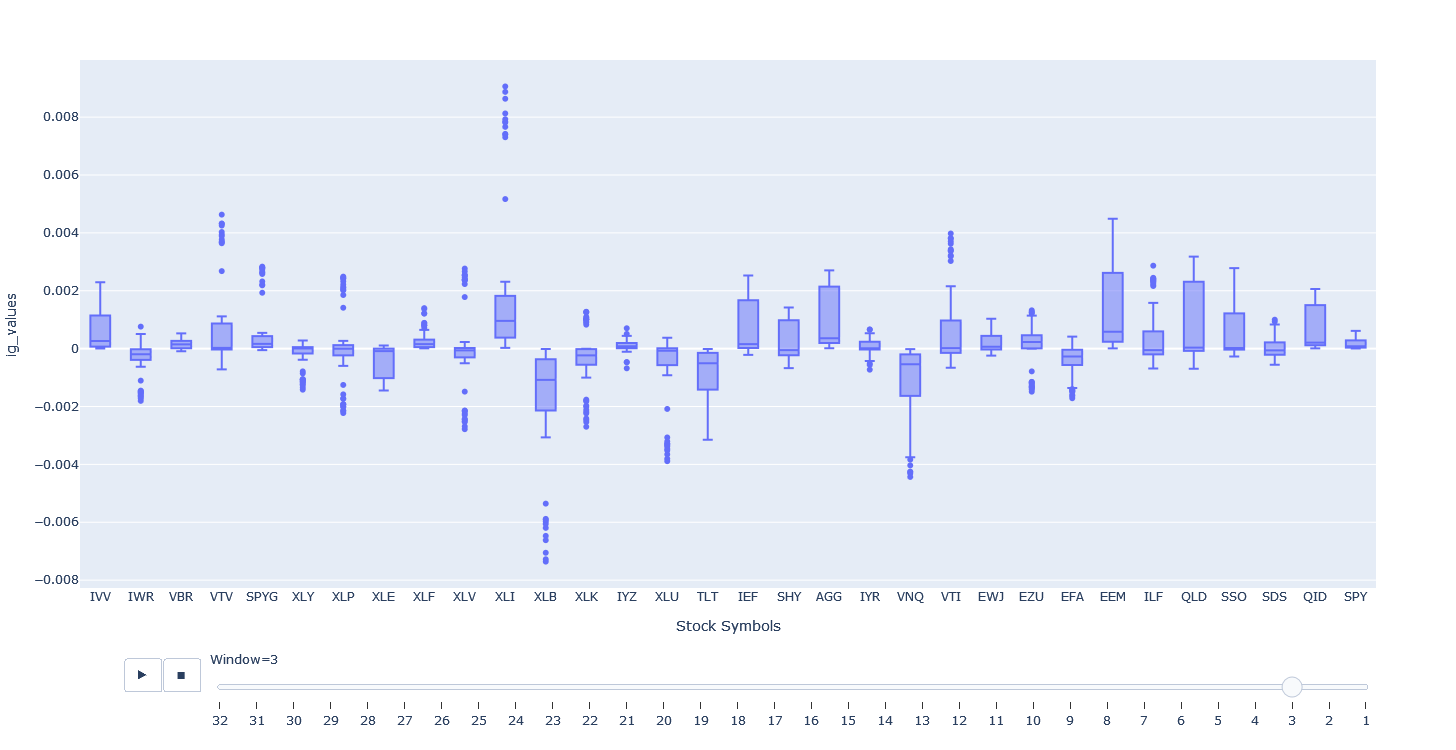 0.008
0.006
0.004
0.002
0
−0.002
−0.004
−0.006
−0.008
ig_values
IVV IWR VBR VTV SPYG XLY XLP XLE XLF XLV XLI XLB XLK IYZ XLU TLT IEF SHY AGG IYR VNQ VTI EWJ EZU EFA EEM ILF QLD SSO SDS QID SPY
Stock Symbols
Window=3
32 31 30 29 28 27 26 25 24 23 22 21 20 19 18 17 16 15 14 13 12 11 10 9 8 7 6 5 4 3 2 1